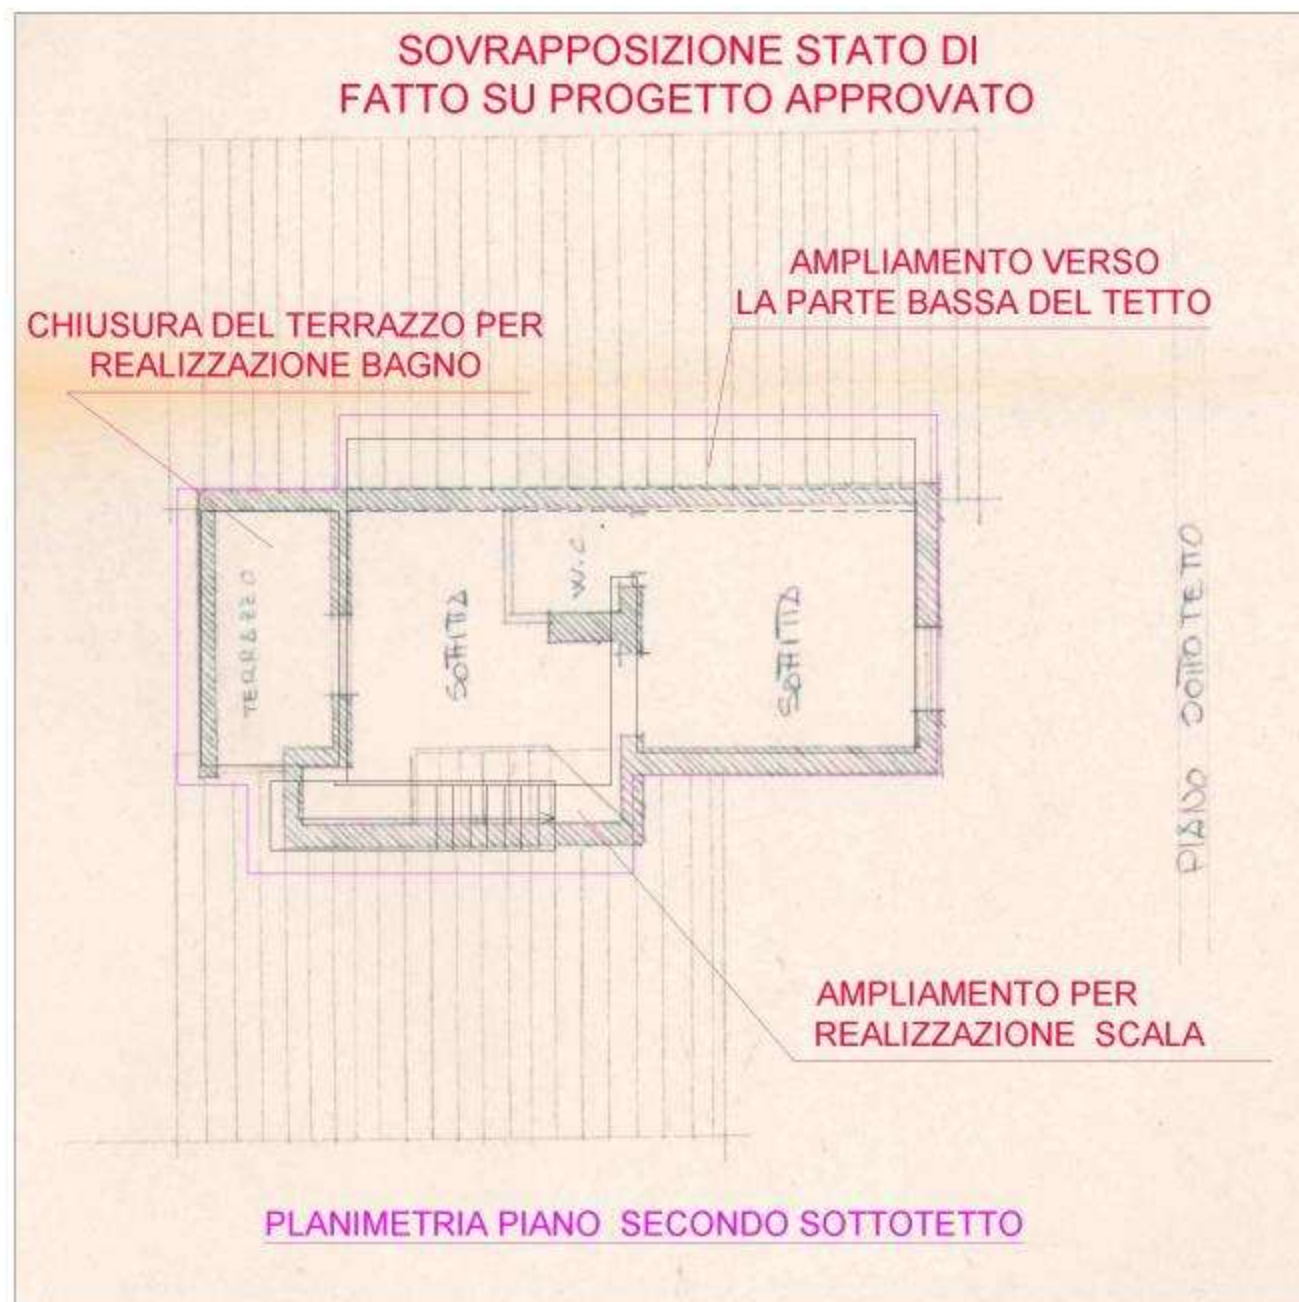 SOVRAPPOSIZIONE STATO DI
FATTO SU PROGETTO APPROVATO
AMPLIAMENTO VERSO
LA PARTE BASSA DEL TETTO
CHIUSURA DEL TERRAZZO PER
REALIZZAZIONE BAGNO
TERRAZZO
SOFFITTA
W.C
SOFFITTA
PIANO SOTTOTETTO
AMPLIAMENTO PER
REALIZZAZIONE SCALA
PLANIMETRIA PIANO SECONDO SOTTOTETTO